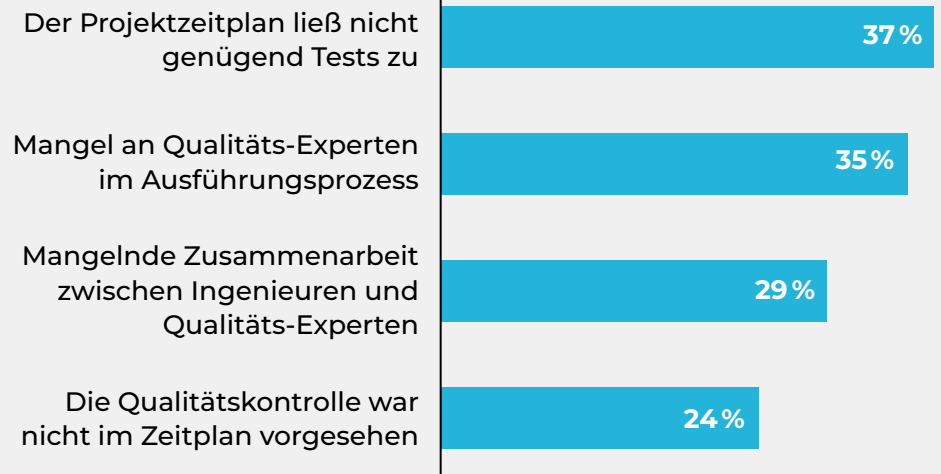 Der Projektzeitplan ließ nicht
genügend Tests zu
37 %
Mangel an Qualitäts-Experten
im Ausführungsprozess
35 %
Mangelnde Zusammenarbeit
zwischen Ingenieuren und
Qualitäts-Experten
29 %
Die Qualitätskontrolle war
nicht im Zeitplan vorgesehen
24 %